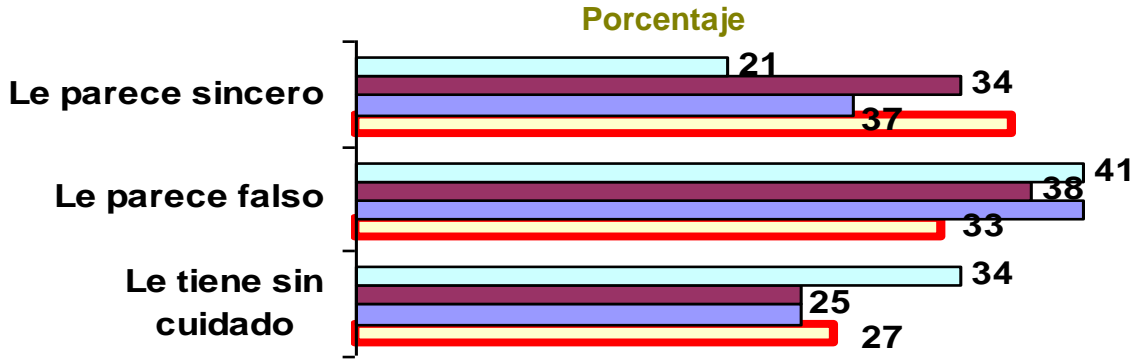 Porcentaje
21
Le parece sincero
34
37
41
Le parece falso
38
33
Le tiene sin
cuidado
34
25
27